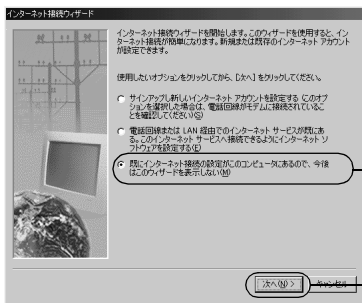 インターネット接続ウィザード
インターネット接続ウィザードを開始します。このウィザードを使用すると、イン
ターネット接続が簡単になります。新規または既存のインターネット アカウント
が設定できます。
使用したいオプションをクリックしてから、[次へ] をクリックしてください。
サインアップし新しいインターネット アカウントを設定する (このオプ
ションを選択した場合は、電話回線がモデムに接続されているこ
とを確認してください)(S)
電話回線または LAN 経由でのインターネット サービスが既にあ
る。このインターネット サービスへ接続できるようにインターネット ソ
フトウェアを設定する(E)
既にインターネット接続の設定がこのコンピュータにあるので、今後
はこのウィザードを表示しない(M)
次へ(N) >
キャンセル